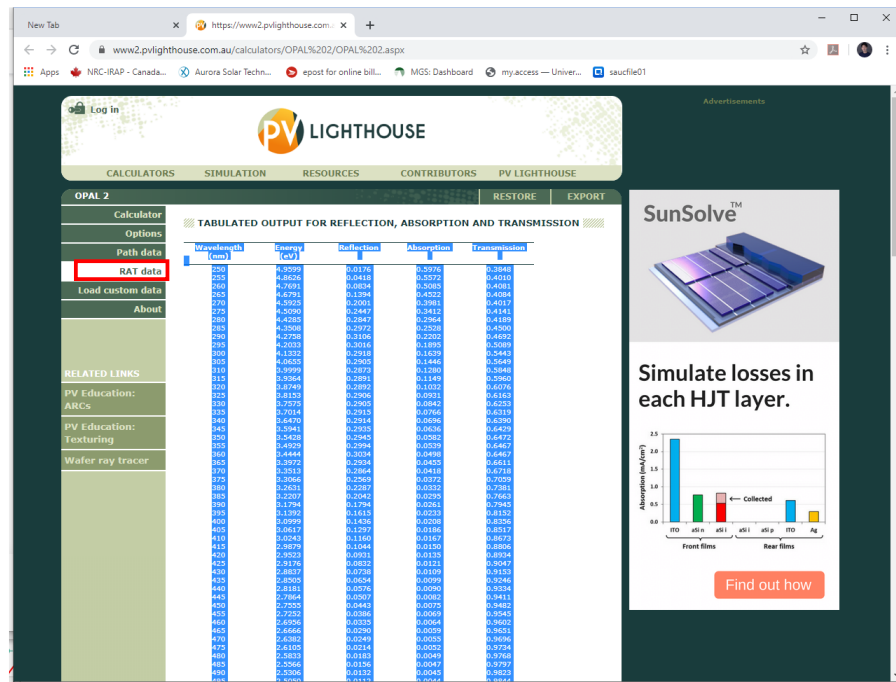 New Tab
https://www2.pvlighthouse.com.
www2.pvlighthouse.com.au/calculators/OPAL%202/OPAL%202.aspx
Apps NRC-IRAP - Canada... Aurora Solar Techn... epost for online bill... MGS: Dashboard my.access — Univer... saucfile01
Log in
PV LIGHTHOUSE
Advertisements
CALCULATORS SIMULATION RESOURCES CONTRIBUTORS PV LIGHTHOUSE
OPAL 2 RESTORE EXPORT
Calculator
Options
Path data
RAT data
Load custom data
About
RELATED LINKS
PV Education:
ARCs
PV Education:
Texturing
Wafer ray tracer
TABULATED OUTPUT FOR REFLECTION, ABSORPTION AND TRANSMISSION
Wavelength Energy Reflection Absorption Transmission
(nm) (eV)
250 4.9599 0.0176 0.5976 0.3848
255 4.8626 0.0418 0.5572 0.4010
260 4.7691 0.0834 0.5085 0.4081
265 4.6791 0.1394 0.4522 0.4084
270 4.5925 0.2001 0.3981 0.4017
275 4.5090 0.2447 0.3412 0.4141
280 4.4285 0.2847 0.2964 0.4189
285 4.3508 0.2972 0.2528 0.4500
290 4.2758 0.3106 0.2202 0.4692
295 4.2033 0.3016 0.1895 0.5089
300 4.1332 0.2918 0.1639 0.5443
305 4.0655 0.2905 0.1446 0.5649
310 3.9999 0.2873 0.1280 0.5848
315 3.9364 0.2891 0.1149 0.5960
320 3.8749 0.2892 0.1032 0.6076
325 3.8153 0.2906 0.0931 0.6163
330 3.7575 0.2905 0.0842 0.6253
335 3.7014 0.2915 0.0766 0.6319
340 3.6470 0.2914 0.0696 0.6390
345 3.5941 0.2935 0.0636 0.6429
350 3.5428 0.2945 0.0582 0.6472
355 3.4929 0.2994 0.0539 0.6467
360 3.4444 0.3034 0.0498 0.6467
365 3.3972 0.2934 0.0455 0.6611
370 3.3513 0.2864 0.0418 0.6718
375 3.3066 0.2569 0.0372 0.7059
380 3.2631 0.2287 0.0332 0.7381
385 3.2207 0.2042 0.0295 0.7663
390 3.1794 0.1794 0.0261 0.7945
395 3.1392 0.1615 0.0233 0.8152
400 3.0999 0.1436 0.0208 0.8356
405 3.0617 0.1297 0.0186 0.8517
410 3.0243 0.1160 0.0167 0.8673
415 2.9879 0.1044 0.0150 0.8806
420 2.9523 0.0931 0.0135 0.8934
425 2.9176 0.0832 0.0121 0.9047
430 2.8837 0.0738 0.0109 0.9153
435 2.8505 0.0654 0.0099 0.9246
440 2.8181 0.0576 0.0090 0.9334
445 2.7864 0.0507 0.0082 0.9411
450 2.7555 0.0443 0.0075 0.9482
455 2.7252 0.0386 0.0069 0.9545
460 2.6956 0.0335 0.0064 0.9602
465 2.6666 0.0290 0.0059 0.9651
470 2.6382 0.0249 0.0055 0.9696
475 2.6105 0.0214 0.0052 0.9734
480 2.5833 0.0183 0.0049 0.9768
485 2.5566 0.0156 0.0047 0.9797
490 2.5306 0.0132 0.0045 0.9823
495 2.5050 0.0112 0.0044 0.9844
SunSolve™
Simulate losses in
each HJT layer.
Absorption (mA/cm²)
2.5
2.0
1.5
1.0
0.5
0.0
Collected
ITO aSi n aSi i aSi i aSi p ITO Ag
Front films Rear films
Find out how